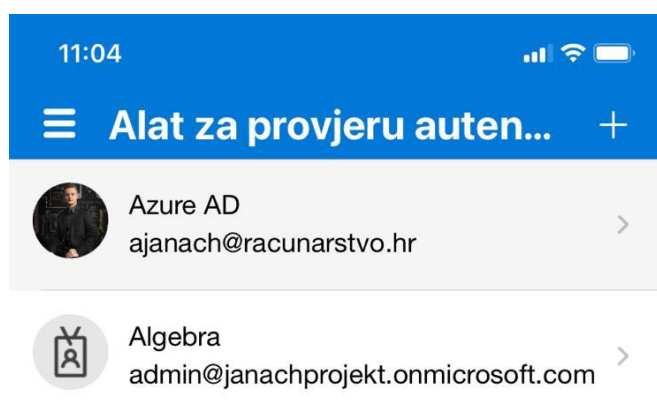 11:04
Alat za provjeru auten...
Azure AD
ajanach@racunarstvo.hr
Algebra
admin@janachprojekt.onmicrosoft.com